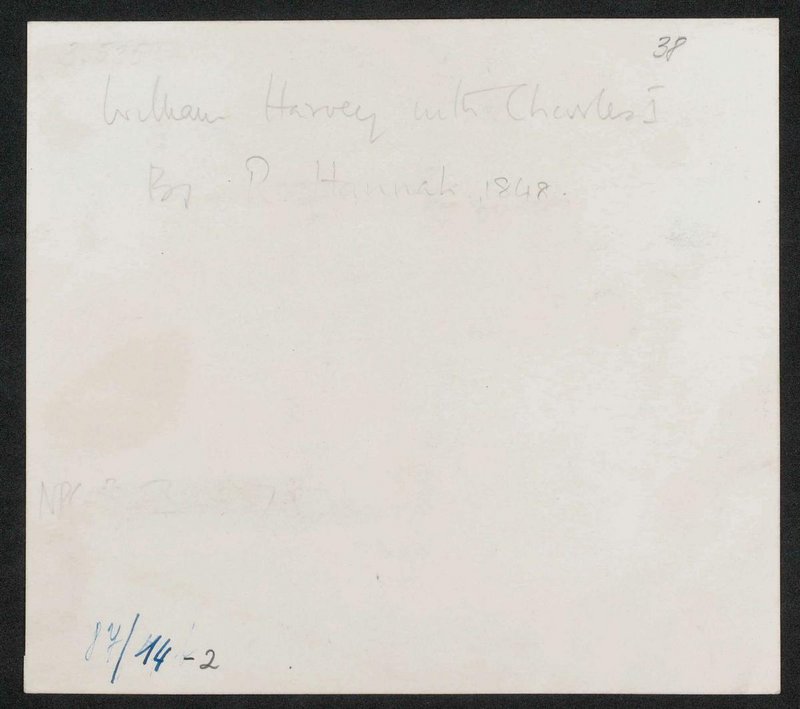 38
William Harvey with Charles I
By R. Hannah 1848.
NPG
87/14-2